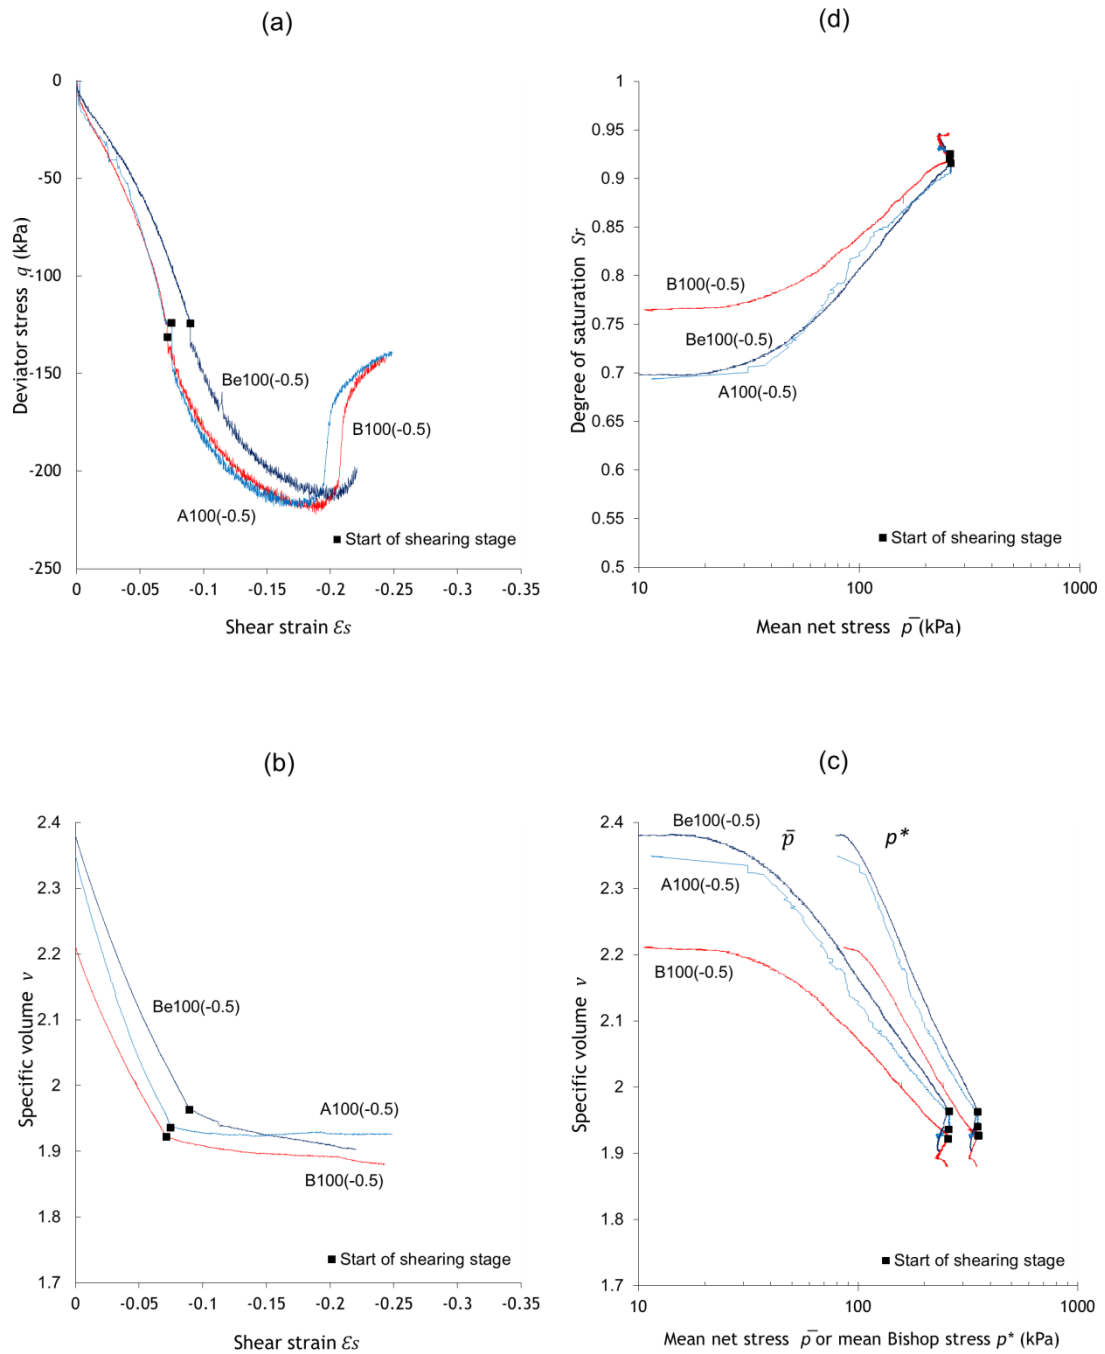 (a)
0
-50
-100
-150
-200
-250
Deviator stress q (kPa)
Be100(-0.5)
B100(-0.5)
A100(-0.5)
■ Start of shearing stage
0 -0.05 -0.1 -0.15 -0.2 -0.25 -0.3 -0.35
Shear strain Ɛs
(d)
1
0.95
0.9
0.85
0.8
0.75
0.7
0.65
0.6
0.55
0.5
Degree of saturation Sr
B100(-0.5)
Be100(-0.5)
A100(-0.5)
■ Start of shearing stage
10 100 1000
Mean net stress p̅ (kPa)
(b)
2.4
2.3
2.2
2.1
2
1.9
1.8
1.7
Specific volume v
Be100(-0.5)
A100(-0.5)
B100(-0.5)
■ Start of shearing stage
0 -0.05 -0.1 -0.15 -0.2 -0.25 -0.3 -0.35
Shear strain Ɛs
(c)
2.4
2.3
2.2
2.1
2
1.9
1.8
1.7
Specific volume v
Be100(-0.5)
p̅ p*
A100(-0.5)
B100(-0.5)
■ Start of shearing stage
10 100 1000
Mean net stress p̅ or mean Bishop stress p* (kPa)